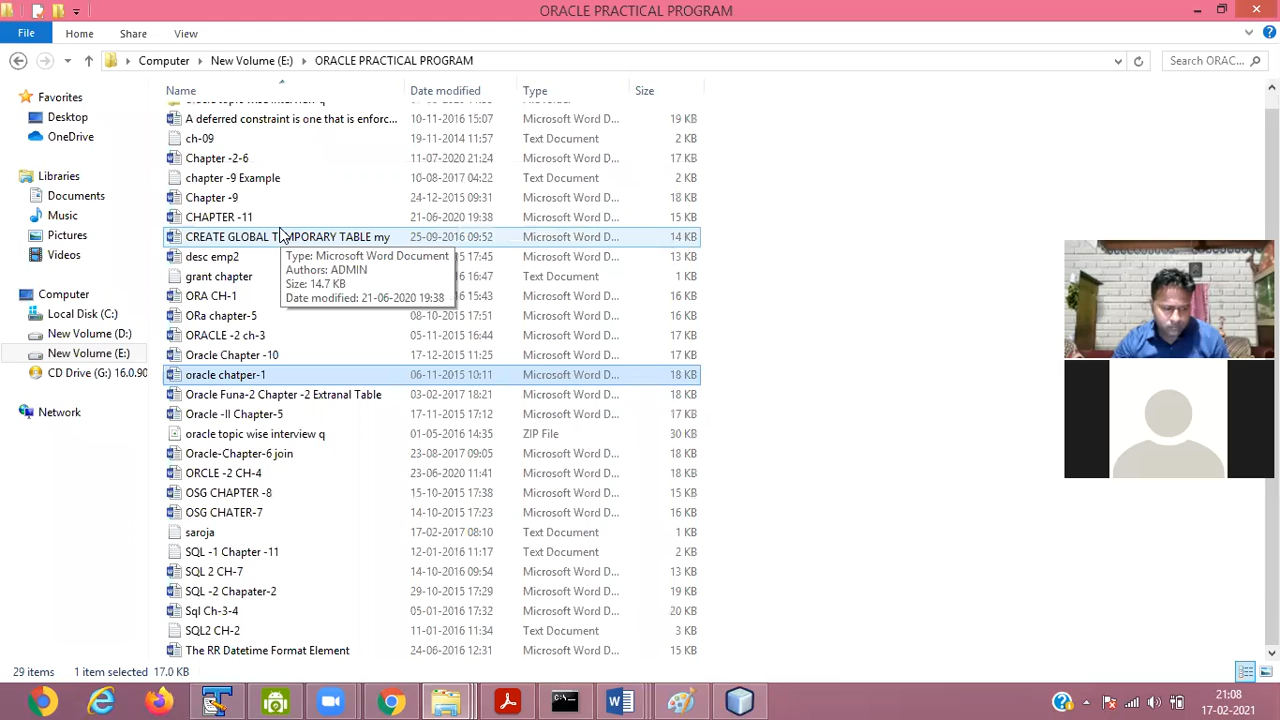 ORACLE PRACTICAL PROGRAM
File Home Share View
Computer New Volume (E:) ORACLE PRACTICAL PROGRAM Search ORAC...
Name Date modified Type Size
A deferred constraint is one that is enforc... 10-11-2016 15:07 Microsoft Word D... 19 KB
ch-09 19-11-2014 11:57 Text Document 2 KB
Chapter -2-6 11-07-2020 21:24 Microsoft Word D... 17 KB
chapter -9 Example 10-08-2017 04:22 Text Document 2 KB
Chapter -9 24-12-2015 09:31 Microsoft Word D... 18 KB
CHAPTER -11 21-06-2020 19:38 Microsoft Word D... 15 KB
CREATE GLOBAL TEMPORARY TABLE my 25-09-2016 09:52 Microsoft Word D... 14 KB
desc emp2 17:45 Microsoft Word D... 13 KB
grant chapter 16:47 Text Document 1 KB
ORA CH-1 15:43 Microsoft Word D... 16 KB
ORa chapter-5 08-10-2015 17:51 Microsoft Word D... 16 KB
ORACLE -2 ch-3 05-11-2015 16:44 Microsoft Word D... 17 KB
Oracle Chapter -10 17-12-2015 11:25 Microsoft Word D... 17 KB
oracle chatper-1 06-11-2015 10:11 Microsoft Word D... 18 KB
Oracle Funa-2 Chapter -2 Extranal Table 03-02-2017 18:21 Microsoft Word D... 18 KB
Oracle -II Chapter-5 17-11-2015 17:12 Microsoft Word D... 17 KB
oracle topic wise interview q 01-05-2016 14:35 ZIP File 30 KB
Oracle-Chapter-6 join 23-08-2017 09:05 Microsoft Word D... 18 KB
ORCLE -2 CH-4 23-06-2020 11:41 Microsoft Word D... 18 KB
OSG CHAPTER -8 15-10-2015 17:38 Microsoft Word D... 15 KB
OSG CHATER-7 14-10-2015 17:23 Microsoft Word D... 16 KB
saroja 17-02-2017 08:10 Text Document 1 KB
SQL -1 Chapter -11 12-01-2016 11:17 Text Document 2 KB
SQL 2 CH-7 14-10-2016 09:54 Microsoft Word D... 13 KB
SQL -2 Chapater-2 29-10-2015 17:29 Microsoft Word D... 15 KB
Sql Ch-3-4 05-01-2016 17:32 Microsoft Word D... 20 KB
SQL2 CH-2 11-01-2016 11:34 Text Document 3 KB
The RR Datetime Format Element 24-06-2016 12:31 Microsoft Word D... 15 KB
Type: Microsoft Word Document
Authors: ADMIN
Size: 14.7 KB
Date modified: 21-06-2020 19:38
Favorites
Desktop
OneDrive
Libraries
Documents
Music
Pictures
Videos
Computer
Local Disk (C:)
New Volume (D:)
New Volume (E:)
CD Drive (G:) 16.0.90
Network
29 items 1 item selected 17.0 KB
21:08
17-02-2021